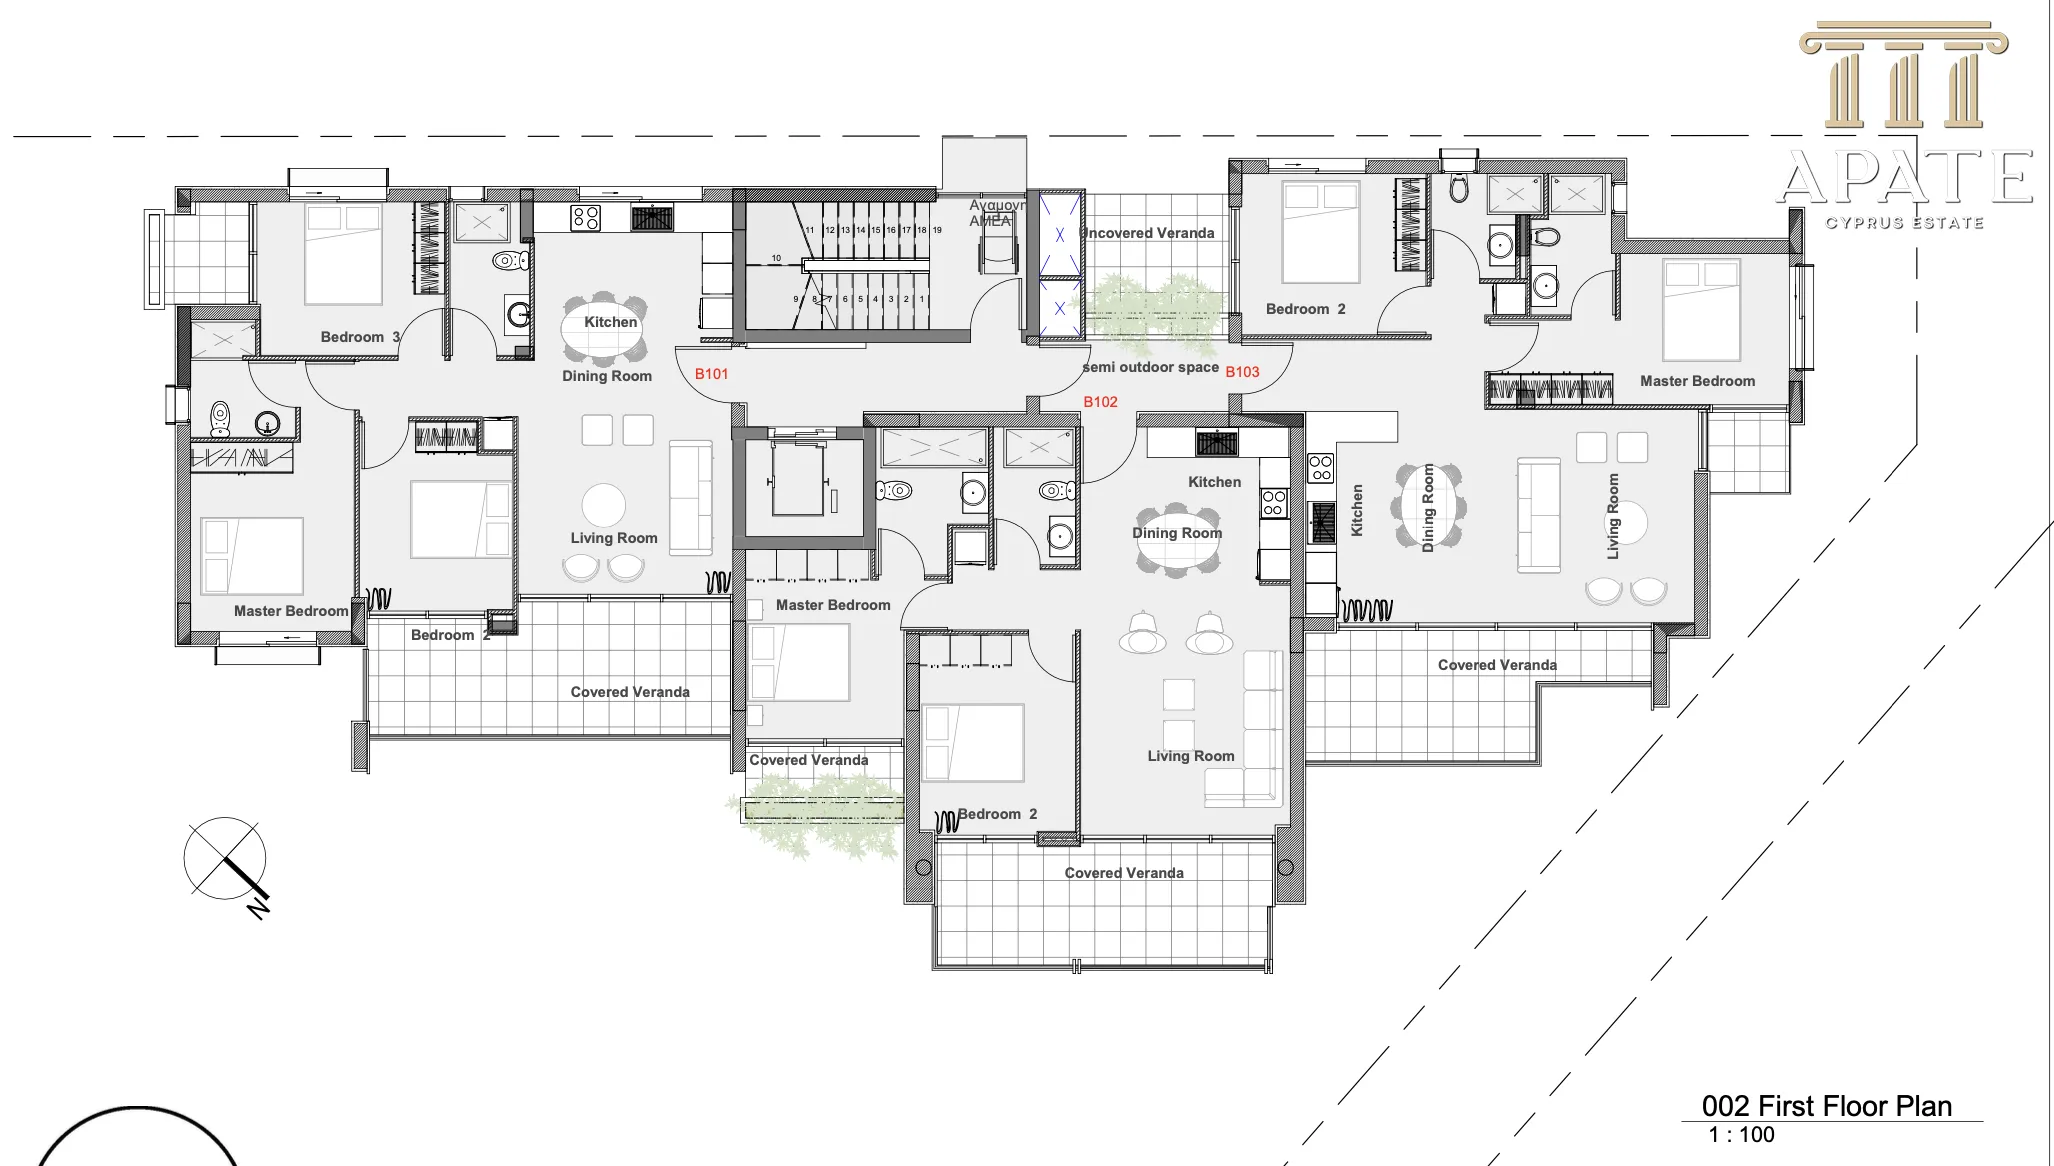 APATE
CYPRUS ESTATE
Αναμονή
ΑΜΕΑ
11 12 13 14 15 16 17 18 19
10
9 8 7 6 5 4 3 2 1
Uncovered Veranda
Bedroom 2
Bedroom 3
Kitchen
Dining Room
B101
semi outdoor space
B103
B102
Master Bedroom
Kitchen
Dining Room
Living Room
Kitchen
Dining Room
Living Room
Master Bedroom
Bedroom 2
Covered Veranda
Master Bedroom
Covered Veranda
Living Room
Covered Veranda
Bedroom 2
Covered Veranda
N
002 First Floor Plan
1 : 100